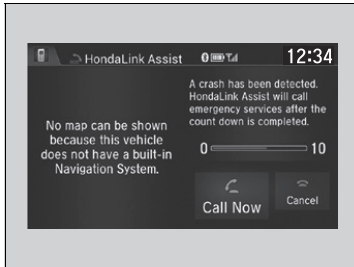 HondaLink Assist
12:34
A crash has been detected.
HondaLink Assist will call
emergency services after the
count down is completed.
No map can be shown
because this vehicle
does not have a built-in
Navigation System.
0 10
Call Now
Cancel